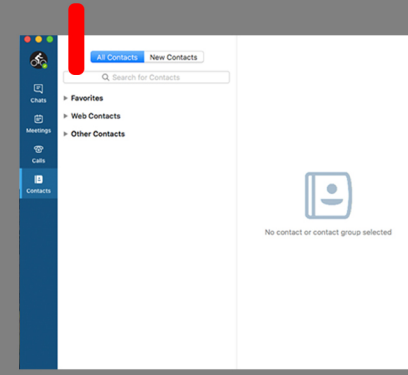 All Contacts New Contacts
Search for Contacts
Chats
Favorites
Web Contacts
Meetings
Other Contacts
Calls
Contacts
No contact or contact group selected